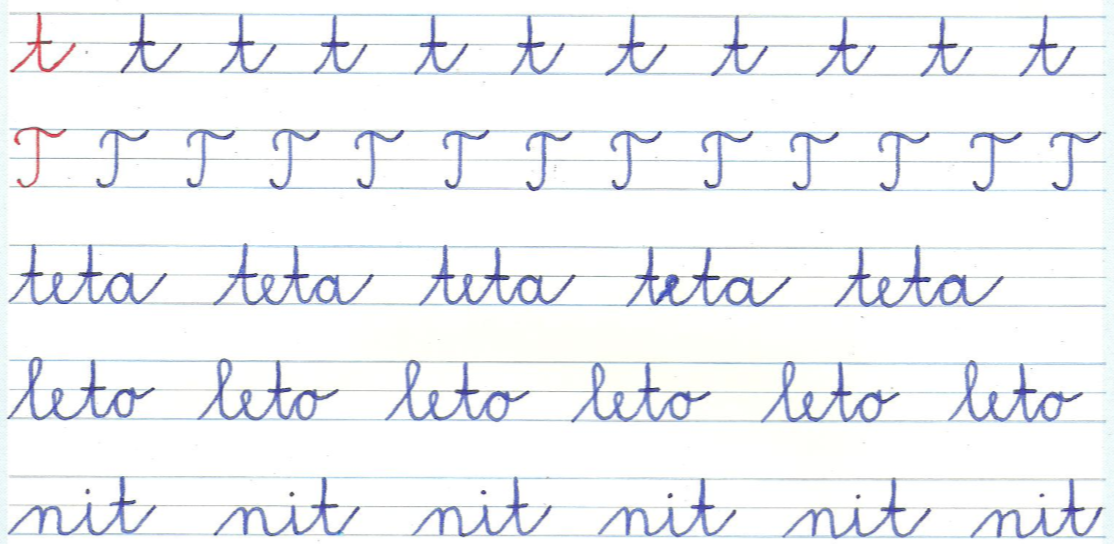 t t t t t t t t t t t
T T T T T T T T T T T T T
teta teta teta teta teta
leto leto leto leto leto leto
nit nit nit nit nit nit